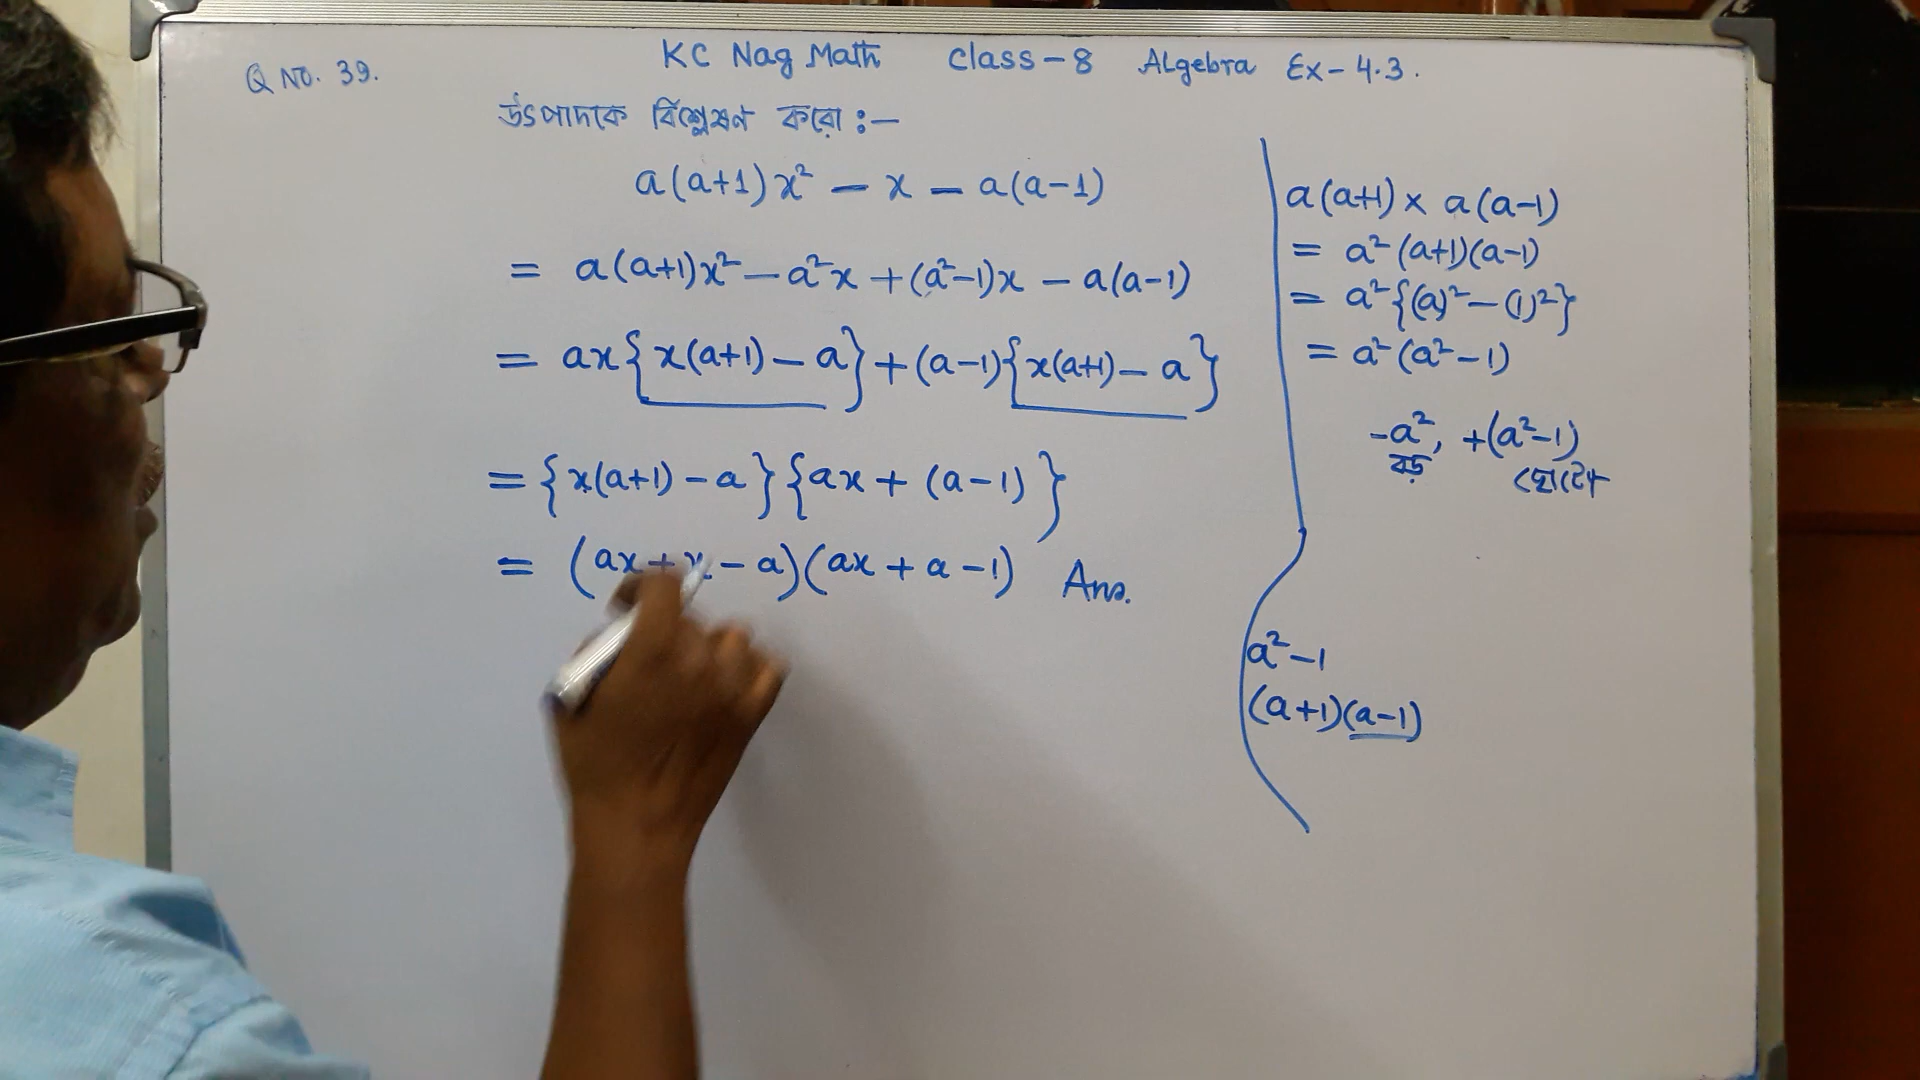 Q No. 39.
KC Nag Math Class-8 Algebra Ex-4.3.
উৎপাদকে বিশ্লেষণ করো :-
a(a+1)x² - x - a(a-1)
= a(a+1)x² - a²x + (a²-1)x - a(a-1)
= ax{x(a+1) - a} + (a-1){x(a+1) - a}
= {x(a+1) - a}{ax + (a-1)}
= (ax + x - a)(ax + a - 1) Ans.
a(a+1) × a(a-1)
= a²(a+1)(a-1)
= a²{(a)² - (1)²}
= a²(a²-1)
-a², +(a²-1)
বড় ছোট
a²-1
(a+1)(a-1)